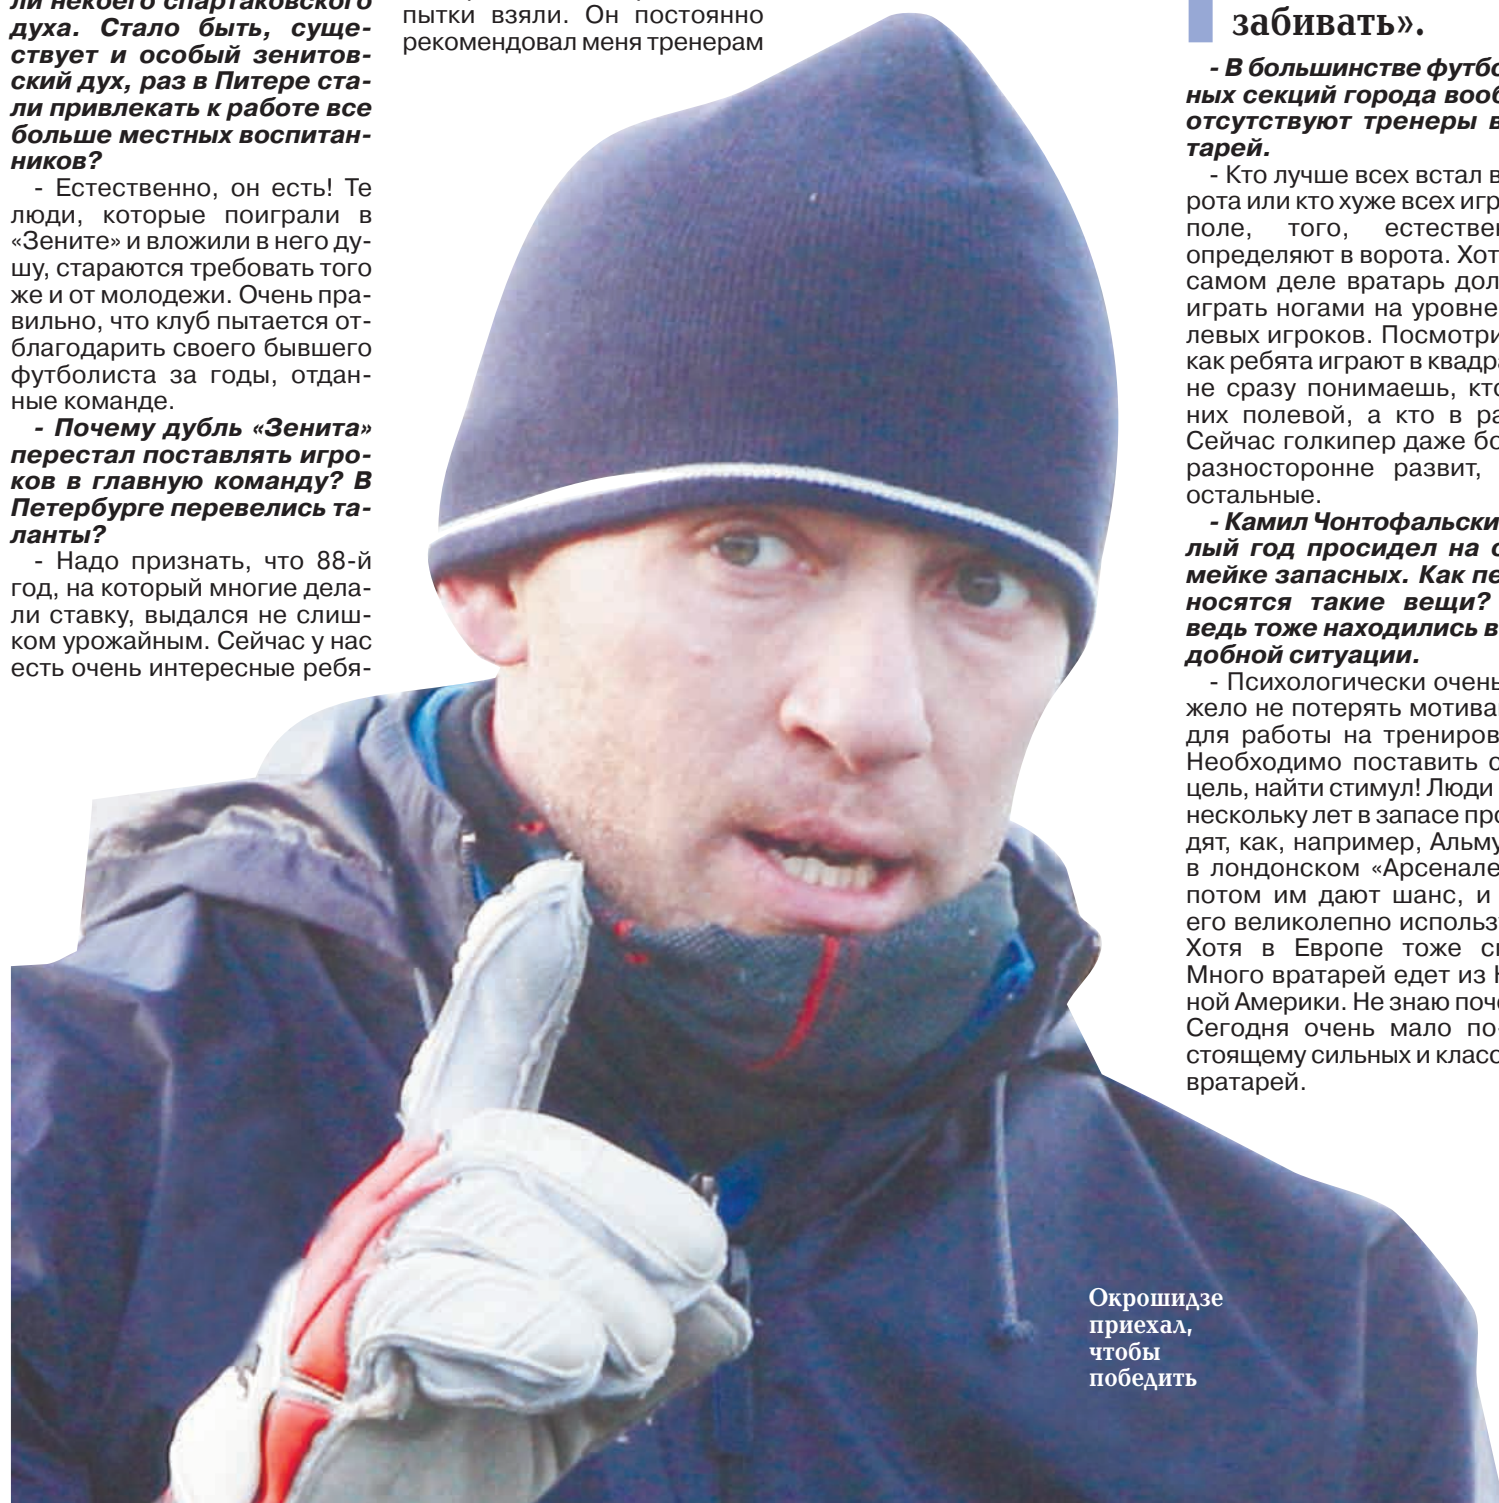 ли некоего спартаковского
духа. Стало быть, суще-
ствует и особый зенитов-
ский дух, раз в Питере ста-
ли привлекать к работе все
больше местных воспитан-
ников?
- Естественно, он есть! Те
люди, которые поиграли в
«Зените» и вложили в него ду-
шу, стараются требовать того
же и от молодежи. Очень пра-
вильно, что клуб пытается от-
благодарить своего бывшего
футболиста за годы, отдан-
ные команде.
- Почему дубль «Зенита»
перестал поставлять игро-
ков в главную команду? В
Петербурге перевелись та-
ланты?
- Надо признать, что 88-й
год, на который многие дела-
ли ставку, выдался не слиш-
ком урожайным. Сейчас у нас
есть очень интересные ребя-
пытки взяли. Он постоянно
рекомендовал меня тренерам
забивать».
- В большинстве футбо
ных секций города вооб
отсутствуют тренеры в
тарей.
- Кто лучше всех встал в
рота или кто хуже всех игр
поле, того, естествен
определяют в ворота. Хот
самом деле вратарь дол
играть ногами на уровне
левых игроков. Посмотри
как ребята играют в квадра
не сразу понимаешь, кто
них полевой, а кто в ра
Сейчас голкипер даже бо
разносторонне развит,
остальные.
- Камил Чонтофальски
лый год просидел на с
мейке запасных. Как пе
носятся такие вещи?
ведь тоже находились в
добной ситуации.
- Психологически очень
жело не потерять мотива
для работы на трениров
Необходимо поставить с
цель, найти стимул! Люди
нескольку лет в запасе про
дят, как, например, Альму
в лондонском «Арсенале
потом им дают шанс, и
его великолепно использ
Хотя в Европе тоже с
Много вратарей едет из
ной Америки. Не знаю поч
Сегодня очень мало по-
стоящему сильных и класс
вратарей.
Окрошидзе
приехал,
чтобы
победить